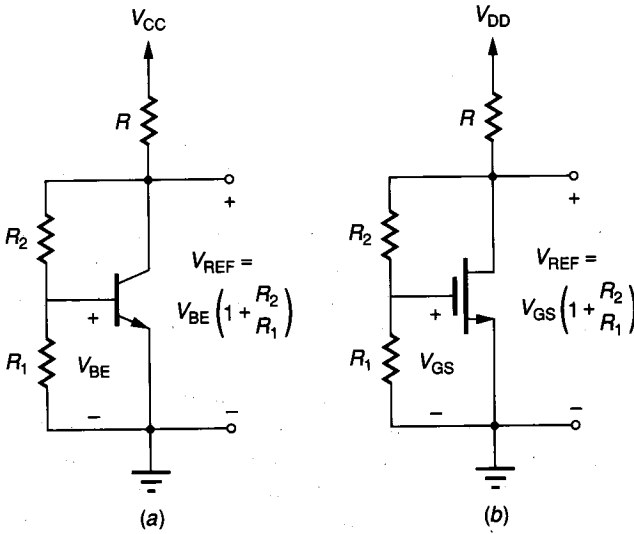 V_CC
R
+
R_2
V_REF =
V_BE (1 + R_2/R_1)
+
R_1
V_BE
−
−
(a)
V_DD
R
+
R_2
V_REF =
V_GS (1 + R_2/R_1)
+
R_1
V_GS
−
−
(b)